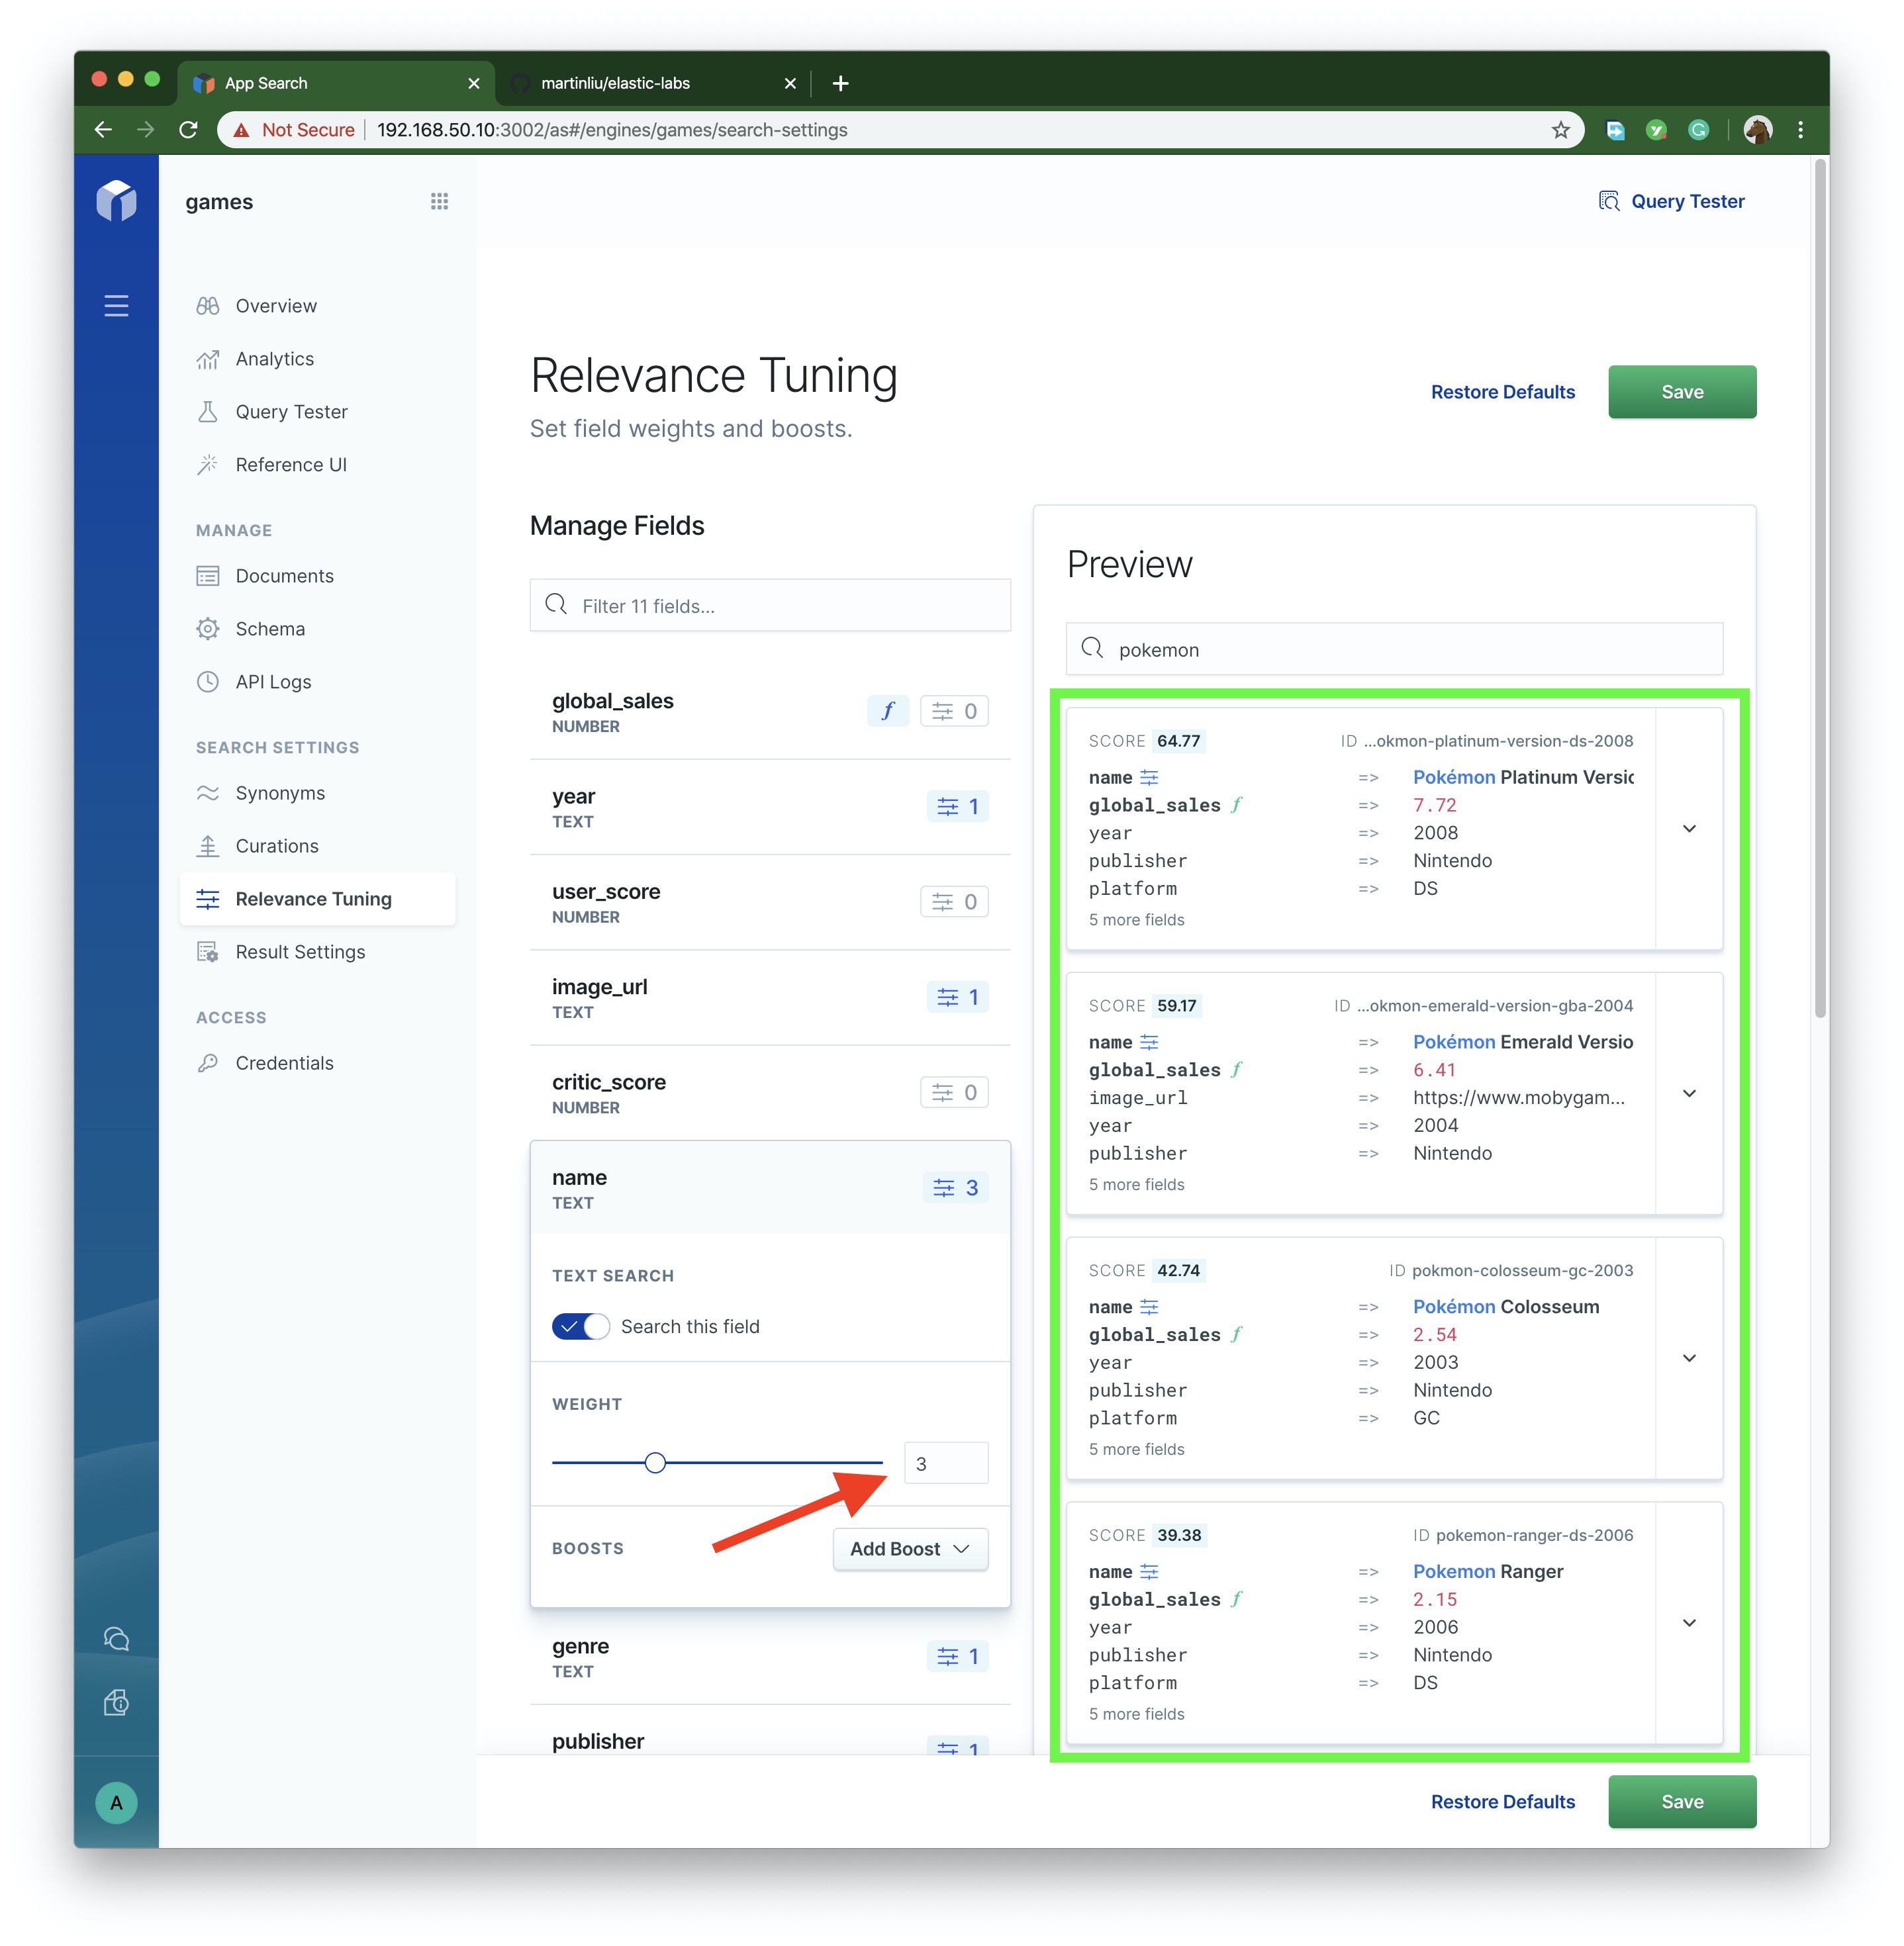 App Search
martinliu/elastic-labs
Not Secure
192.168.50.10:3002/as#/engines/games/search-settings
games
Query Tester
Overview
Analytics
Query Tester
Reference UI
MANAGE
Documents
Schema
API Logs
SEARCH SETTINGS
Synonyms
Curations
Relevance Tuning
Result Settings
ACCESS
Credentials
A
Relevance Tuning
Set field weights and boosts.
Restore Defaults
Save
Manage Fields
Filter 11 fields...
global_sales
NUMBER
f 0
year
TEXT
1
user_score
NUMBER
0
image_url
TEXT
1
critic_score
NUMBER
0
name
TEXT
3
TEXT SEARCH
Search this field
WEIGHT
3
BOOSTS
Add Boost
genre
TEXT
1
publisher
1
Preview
pokemon
SCORE 64.77 ID ...okmon-platinum-version-ds-2008
name => Pokémon Platinum Versic
global_sales f => 7.72
year => 2008
publisher => Nintendo
platform => DS
5 more fields
SCORE 59.17 ID ...okmon-emerald-version-gba-2004
name => Pokémon Emerald Versio
global_sales f => 6.41
image_url => https://www.mobygam...
year => 2004
publisher => Nintendo
5 more fields
SCORE 42.74 ID pokmon-colosseum-gc-2003
name => Pokémon Colosseum
global_sales f => 2.54
year => 2003
publisher => Nintendo
platform => GC
5 more fields
SCORE 39.38 ID pokemon-ranger-ds-2006
name => Pokemon Ranger
global_sales f => 2.15
year => 2006
publisher => Nintendo
platform => DS
5 more fields
Restore Defaults
Save